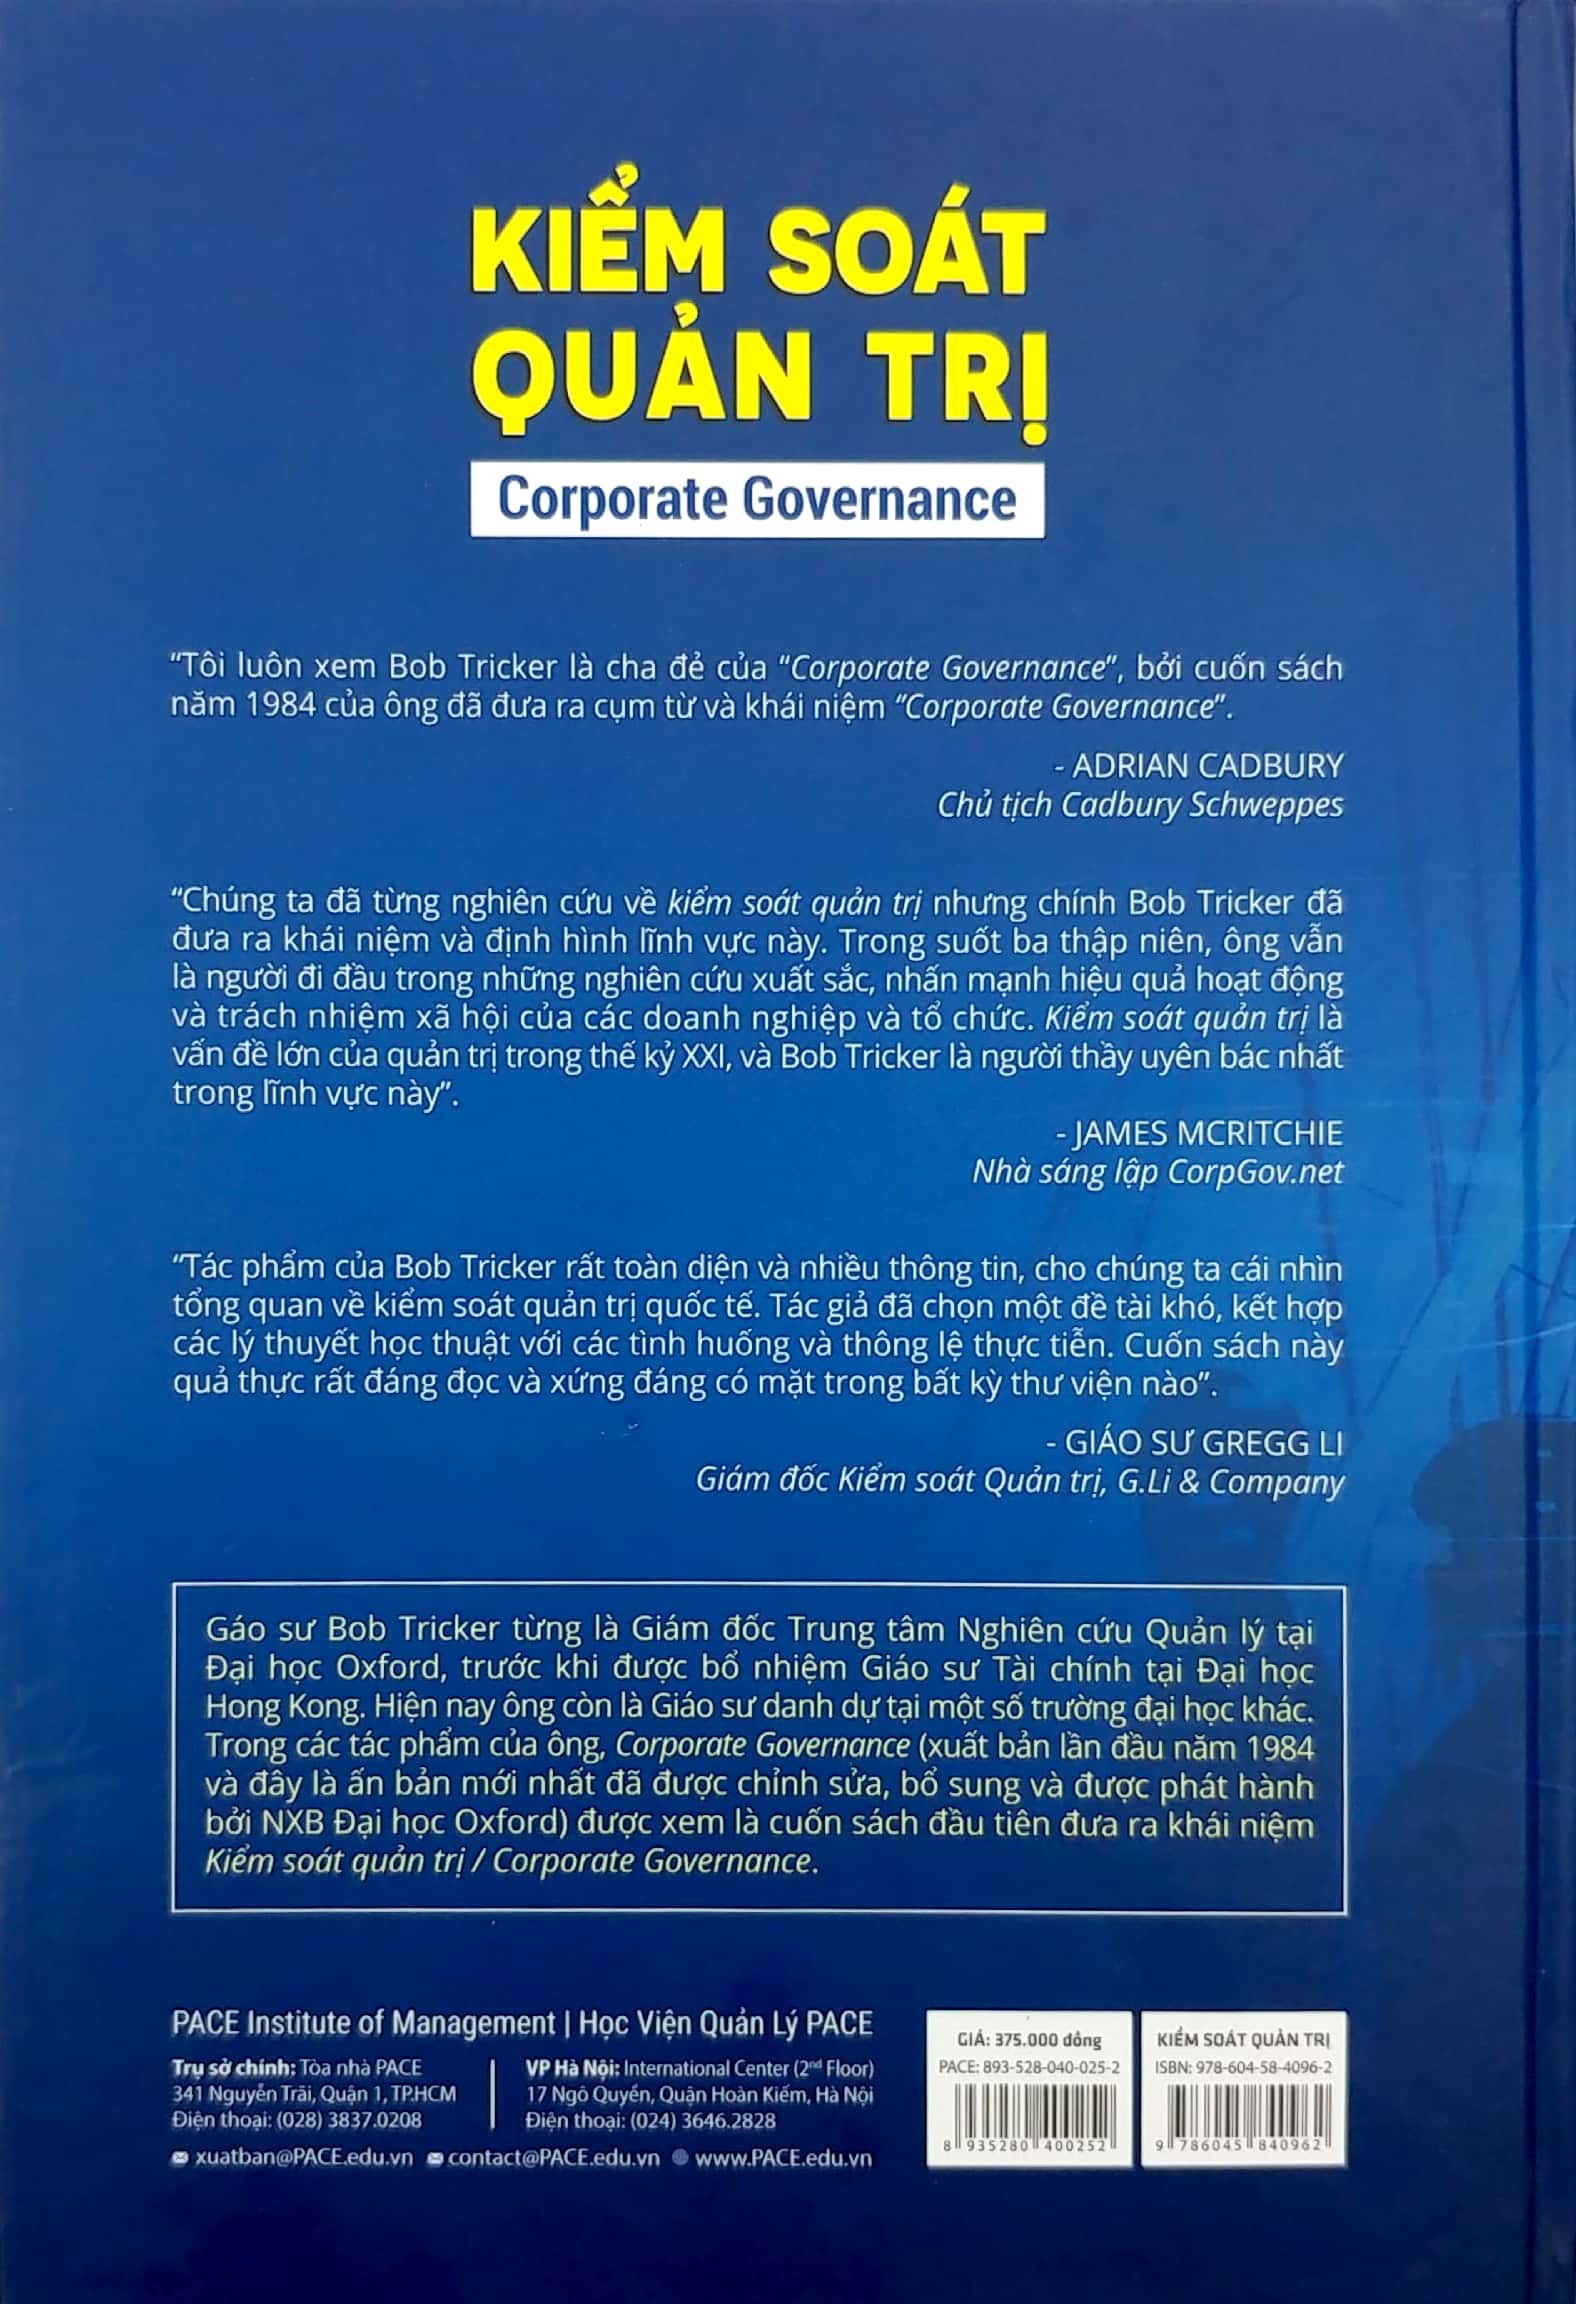 KIỂM SOÁT
QUẢN TRỊ
Corporate Governance
“Tôi luôn xem Bob Tricker là cha đẻ của “Corporate Governance”, bởi cuốn sách
năm 1984 của ông đã đưa ra cụm từ và khái niệm “Corporate Governance”.
- ADRIAN CADBURY
Chủ tịch Cadbury Schweppes
“Chúng ta đã từng nghiên cứu về kiểm soát quản trị nhưng chính Bob Tricker đã
đưa ra khái niệm và định hình lĩnh vực này. Trong suốt ba thập niên, ông vẫn
là người đi đầu trong những nghiên cứu xuất sắc, nhấn mạnh hiệu quả hoạt động
và trách nhiệm xã hội của các doanh nghiệp và tổ chức. Kiểm soát quản trị là
vấn đề lớn của quản trị trong thế kỷ XXI, và Bob Tricker là người thầy uyên bác nhất
trong lĩnh vực này”.
- JAMES MCRITCHIE
Nhà sáng lập CorpGov.net
“Tác phẩm của Bob Tricker rất toàn diện và nhiều thông tin, cho chúng ta cái nhìn
tổng quan về kiểm soát quản trị quốc tế. Tác giả đã chọn một đề tài khó, kết hợp
các lý thuyết học thuật với các tình huống và thông lệ thực tiễn. Cuốn sách này
quả thực rất đáng đọc và xứng đáng có mặt trong bất kỳ thư viện nào”.
- GIÁO SƯ GREGG LI
Giám đốc Kiểm soát Quản trị, G.Li & Company
Gáo sư Bob Tricker từng là Giám đốc Trung tâm Nghiên cứu Quản lý tại
Đại học Oxford, trước khi được bổ nhiệm Giáo sư Tài chính tại Đại học
Hong Kong. Hiện nay ông còn là Giáo sư danh dự tại một số trường đại học khác.
Trong các tác phẩm của ông, Corporate Governance (xuất bản lần đầu năm 1984
và đây là ấn bản mới nhất đã được chỉnh sửa, bổ sung và được phát hành
bởi NXB Đại học Oxford) được xem là cuốn sách đầu tiên đưa ra khái niệm
Kiểm soát quản trị / Corporate Governance.
PACE Institute of Management | Học Viện Quản Lý PACE
Trụ sở chính: Tòa nhà PACE
341 Nguyễn Trãi, Quận 1, TP.HCM
Điện thoại: (028) 3837.0208
VP Hà Nội: International Center (2nd Floor)
17 Ngô Quyền, Quận Hoàn Kiếm, Hà Nội
Điện thoại: (024) 3646.2828
xuatban@PACE.edu.vn contact@PACE.edu.vn www.PACE.edu.vn
GIÁ: 375.000 đồng
PACE: 893-528-040-025-2
8 935280 400252
KIỂM SOÁT QUẢN TRỊ
ISBN: 978-604-58-4096-2
9 786045 840962